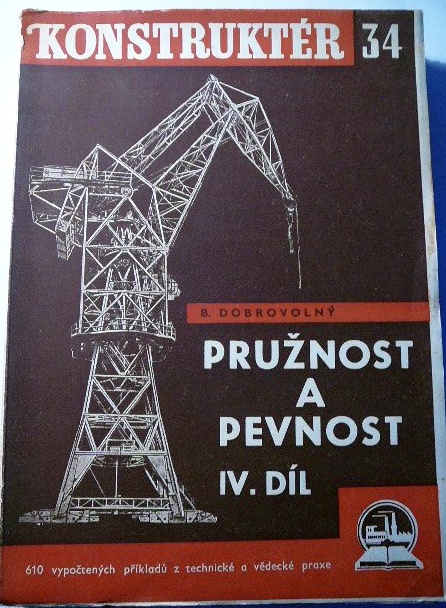 KONSTRUKTÉR 34
B. DOBROVOLNÝ
PRUŽNOST
A
PEVNOST
IV. DÍL
610 vypočtených příkladů z technické a vědecké praxe